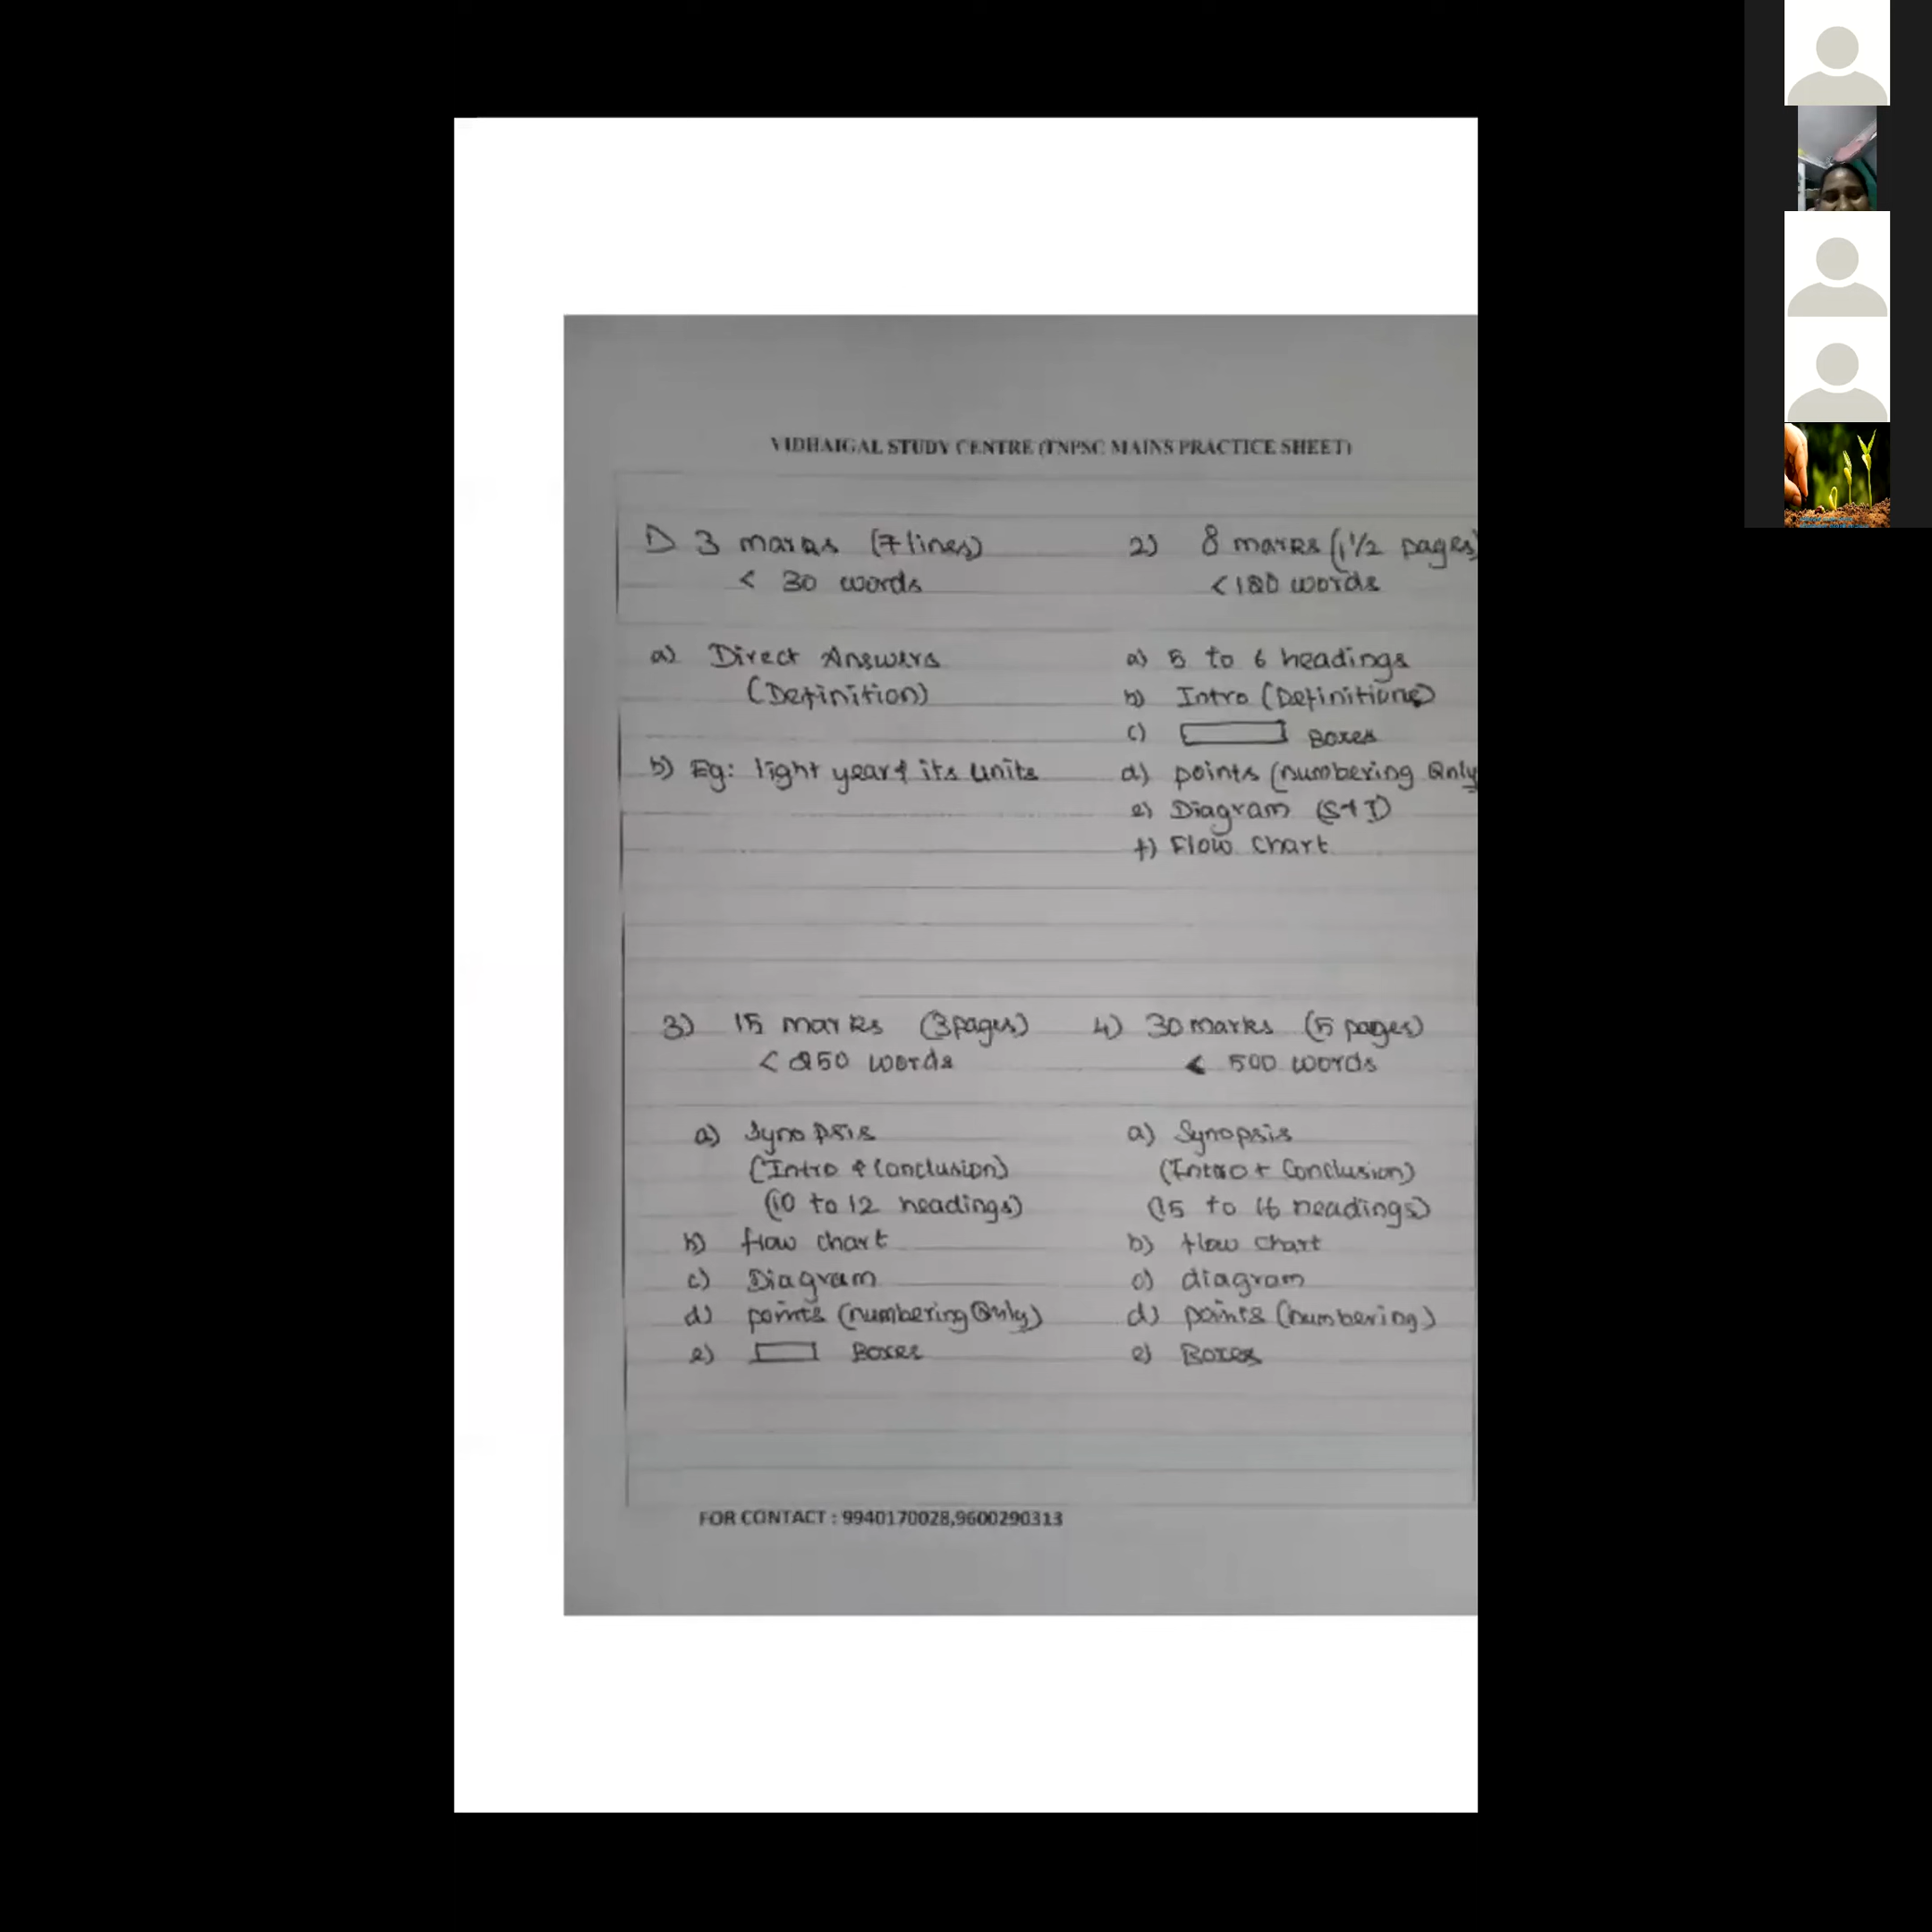 VIDHAIGAL STUDY CENTRE (TNPSC MAINS PRACTICE SHEET)
1) 3 marks (7 lines)
< 30 words
a) Direct Answers
(Definition)
b) Eg: light year & its units
2) 8 marks (1 1/2 pages)
< 180 words
a) 5 to 6 headings
b) Intro (Definitions)
c) Boxes
d) points (numbering Only
e) Diagram (S&T)
f) Flow chart
3) 15 marks (3 pages)
< 250 words
a) Synopsis
(Intro & Conclusion)
(10 to 12 headings)
b) flow chart
c) Diagram
d) points (numbering Only)
e) Boxes
4) 30 marks (5 pages)
< 500 words
a) Synopsis
(Intro + Conclusion)
(15 to 16 headings)
b) flow chart
c) diagram
d) points (numbering)
e) Boxes
FOR CONTACT : 9940170028,9600290313